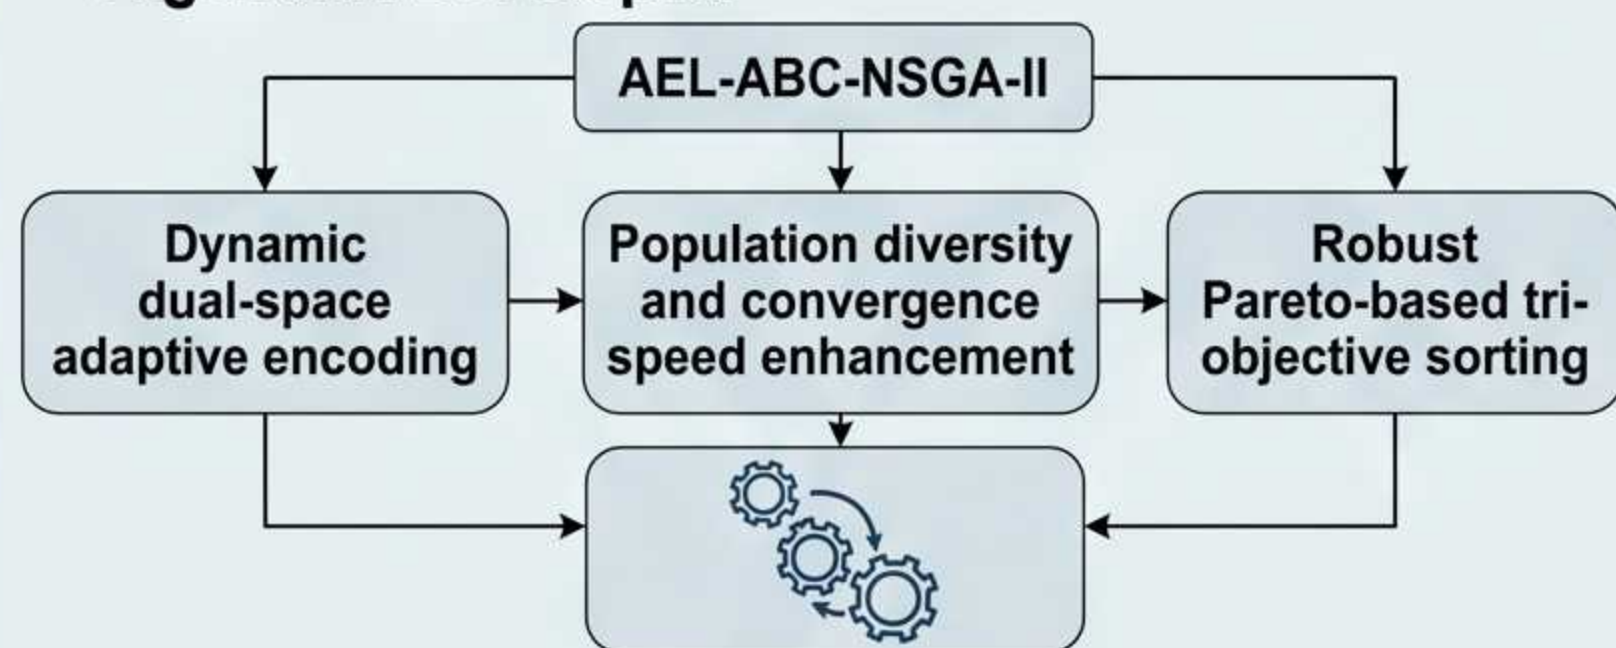 AEL-ABC-NSGA-II
Dynamic
dual-space
adaptive encoding
Population diversity
and convergence
speed enhancement
Robust
Pareto-based tri-
objective sorting